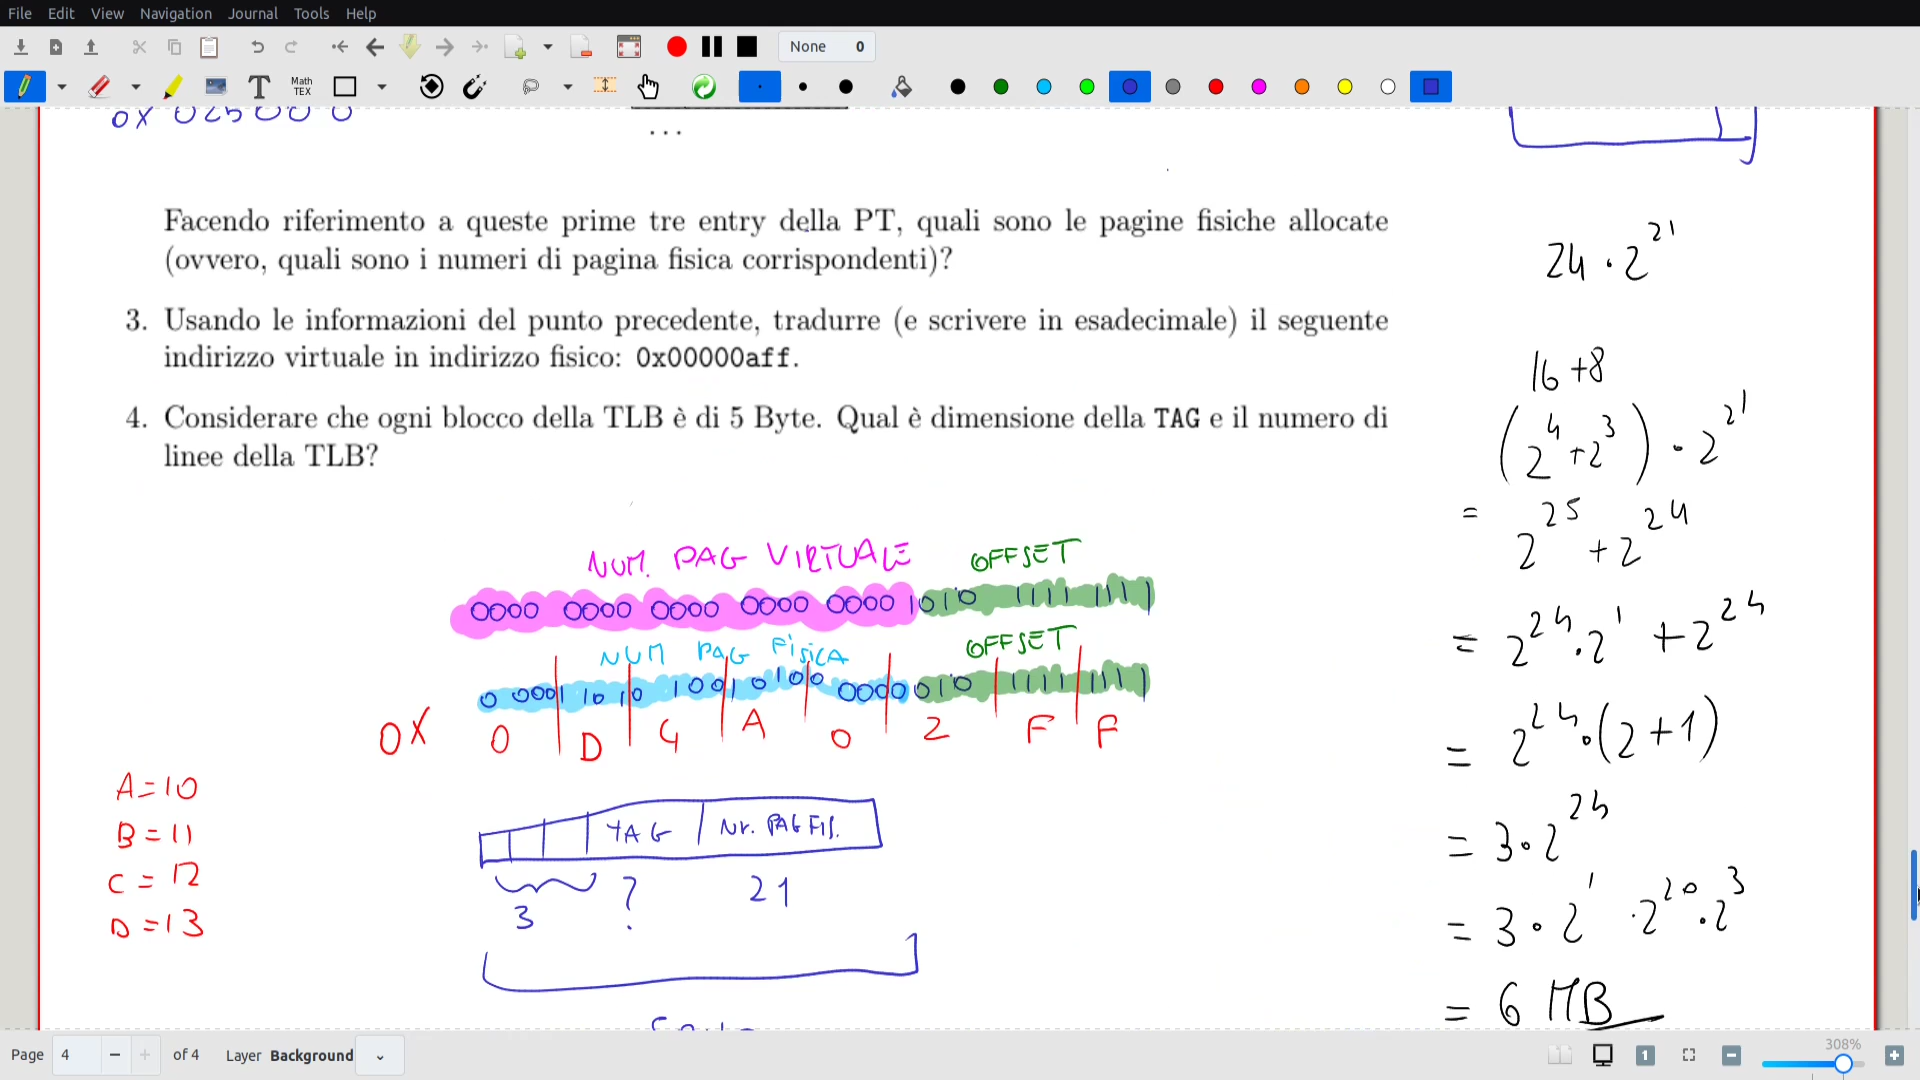 File Edit View Navigation Journal Tools Help
None 0
Math
TEX
0x 025000 0
...
Facendo riferimento a queste prime tre entry della PT, quali sono le pagine fisiche allocate
(ovvero, quali sono i numeri di pagina fisica corrispondenti)?
3. Usando le informazioni del punto precedente, tradurre (e scrivere in esadecimale) il seguente
indirizzo virtuale in indirizzo fisico: 0x00000aff.
4. Considerare che ogni blocco della TLB è di 5 Byte. Qual è dimensione della TAG e il numero di
linee della TLB?
NUM. PAG VIRTUALE OFFSET
0000 0000 0000 0000 0000 1010 1111 1111
NUM PAG FISICA OFFSET
0 0001 1010 1001 0100 0000 010 1111 1111
0X 0 D 4 A 0 2 F F
A=10
B=11
C=12
D=13
TAG Nr. PAG FIS.
3 ? 21
24 · 2^21
16+8
(2^4+2^3) · 2^21
= 2^25 + 2^24
= 2^24 · 2^1 + 2^24
= 2^24 · (2+1)
= 3 · 2^24
= 3 · 2^1 · 2^20 · 2^3
= 6 MB
Page 4 of 4 Layer Background
308%
1